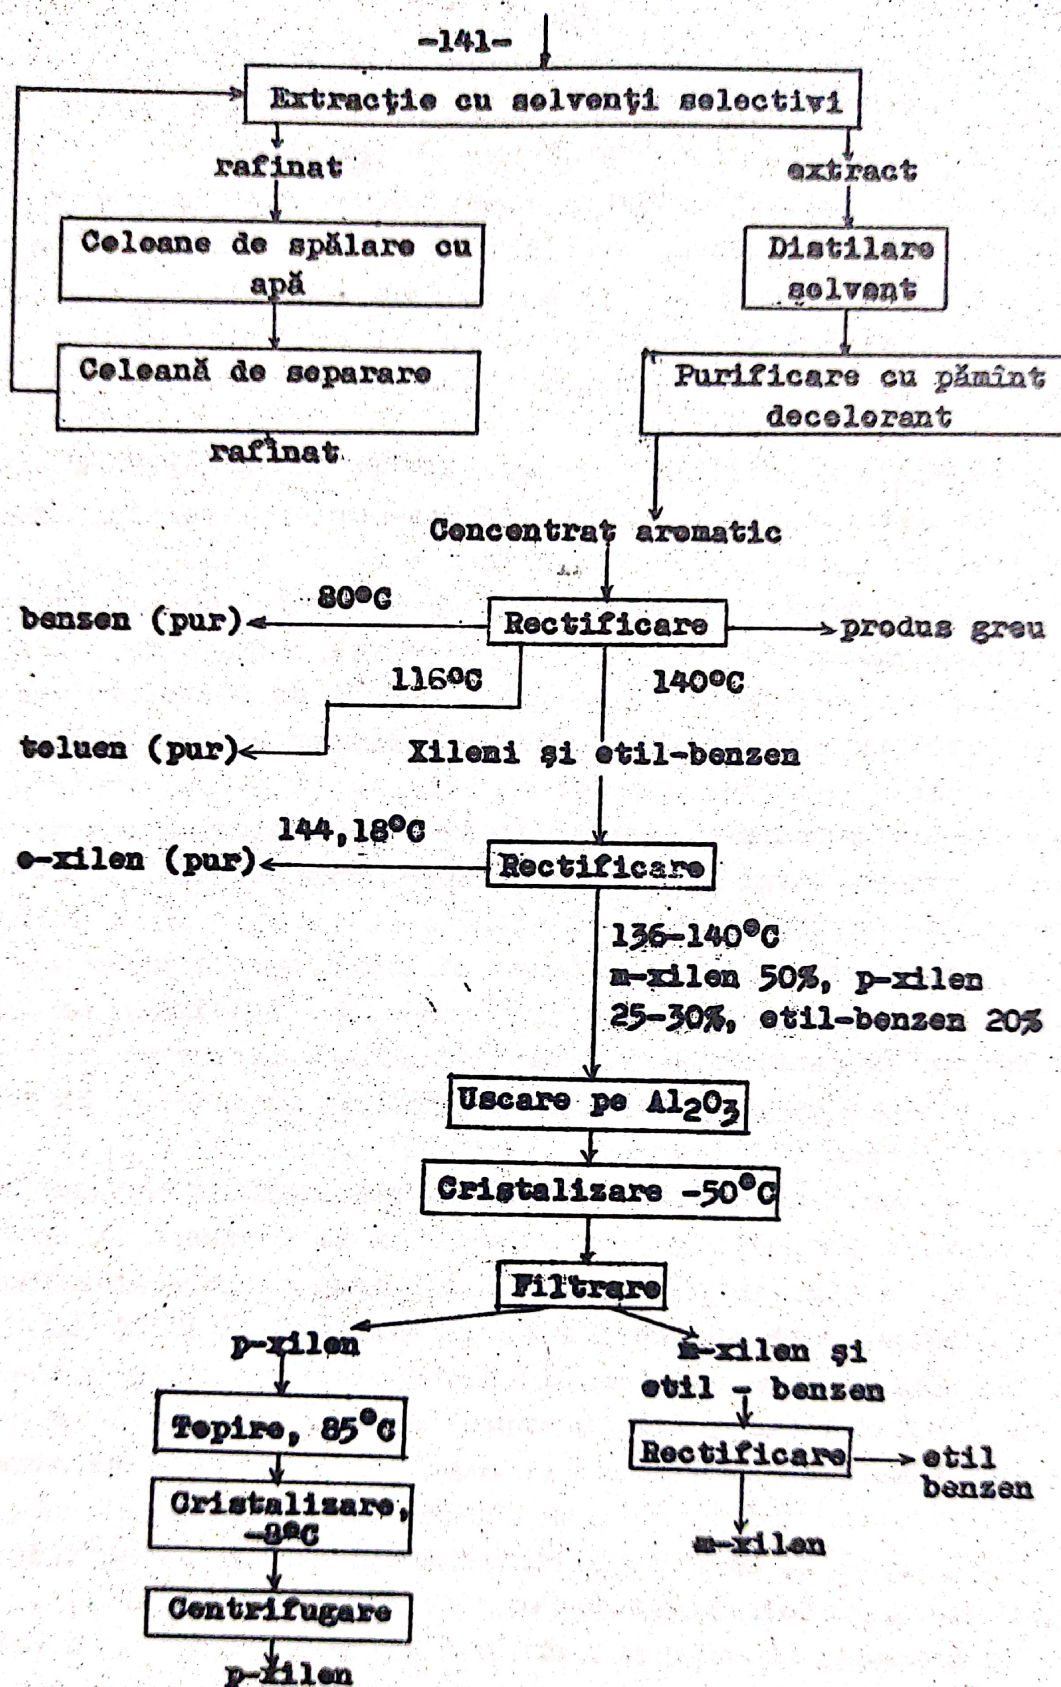 -141-
Extracție cu solvenți selectivi
rafinat
extract
Coloane de spălare cu
apă
Distilare
solvent
Coloană de separare
Purificare cu pămînt
decolorant
rafinat
Concentrat aromatic
80°C
benzen (pur)
Rectificare
produs greu
116°C
140°C
toluen (pur)
Xileni și etil-benzen
144,18°C
o-xilen (pur)
Rectificare
136-140°C
m-xilen 50%, p-xilen
25-30%, etil-benzen 20%
Uscare pe Al₂O₃
Cristalizare -50°C
Filtrare
p-xilen
m-xilen și
etil - benzen
Topire, 85°C
Rectificare
etil
benzen
Cristalizare,
-8°C
m-xilen
Centrifugare
p-xilen